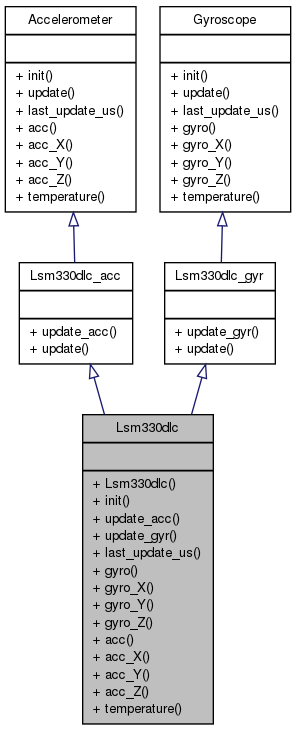 Accelerometer
+ init()
+ update()
+ last_update_us()
+ acc()
+ acc_X()
+ acc_Y()
+ acc_Z()
+ temperature()
Gyroscope
+ init()
+ update()
+ last_update_us()
+ gyro()
+ gyro_X()
+ gyro_Y()
+ gyro_Z()
+ temperature()
Lsm330dlc_acc
+ update_acc()
+ update()
Lsm330dlc_gyr
+ update_gyr()
+ update()
Lsm330dlc
+ Lsm330dlc()
+ init()
+ update_acc()
+ update_gyr()
+ last_update_us()
+ gyro()
+ gyro_X()
+ gyro_Y()
+ gyro_Z()
+ acc()
+ acc_X()
+ acc_Y()
+ acc_Z()
+ temperature()